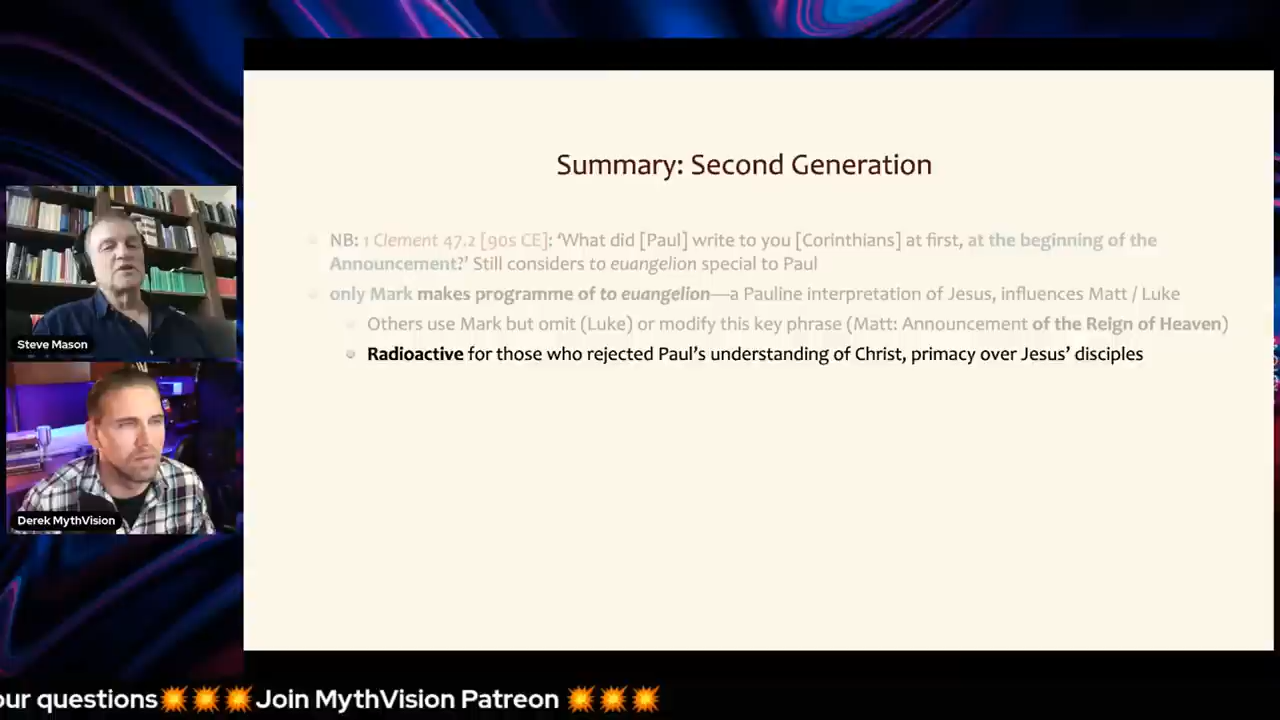 Summary: Second Generation
NB: 1 Clement 47.2 [90s CE]: ‘What did [Paul] write to you [Corinthians] at first, at the beginning of the
Announcement?’ Still considers to euangelion special to Paul
only Mark makes programme of to euangelion—a Pauline interpretation of Jesus, influences Matt / Luke
Others use Mark but omit (Luke) or modify this key phrase (Matt: Announcement of the Reign of Heaven)
Radioactive for those who rejected Paul’s understanding of Christ, primacy over Jesus’ disciples
Steve Mason
Derek MythVision
our questions💥💥💥Join MythVision Patreon 💥💥💥